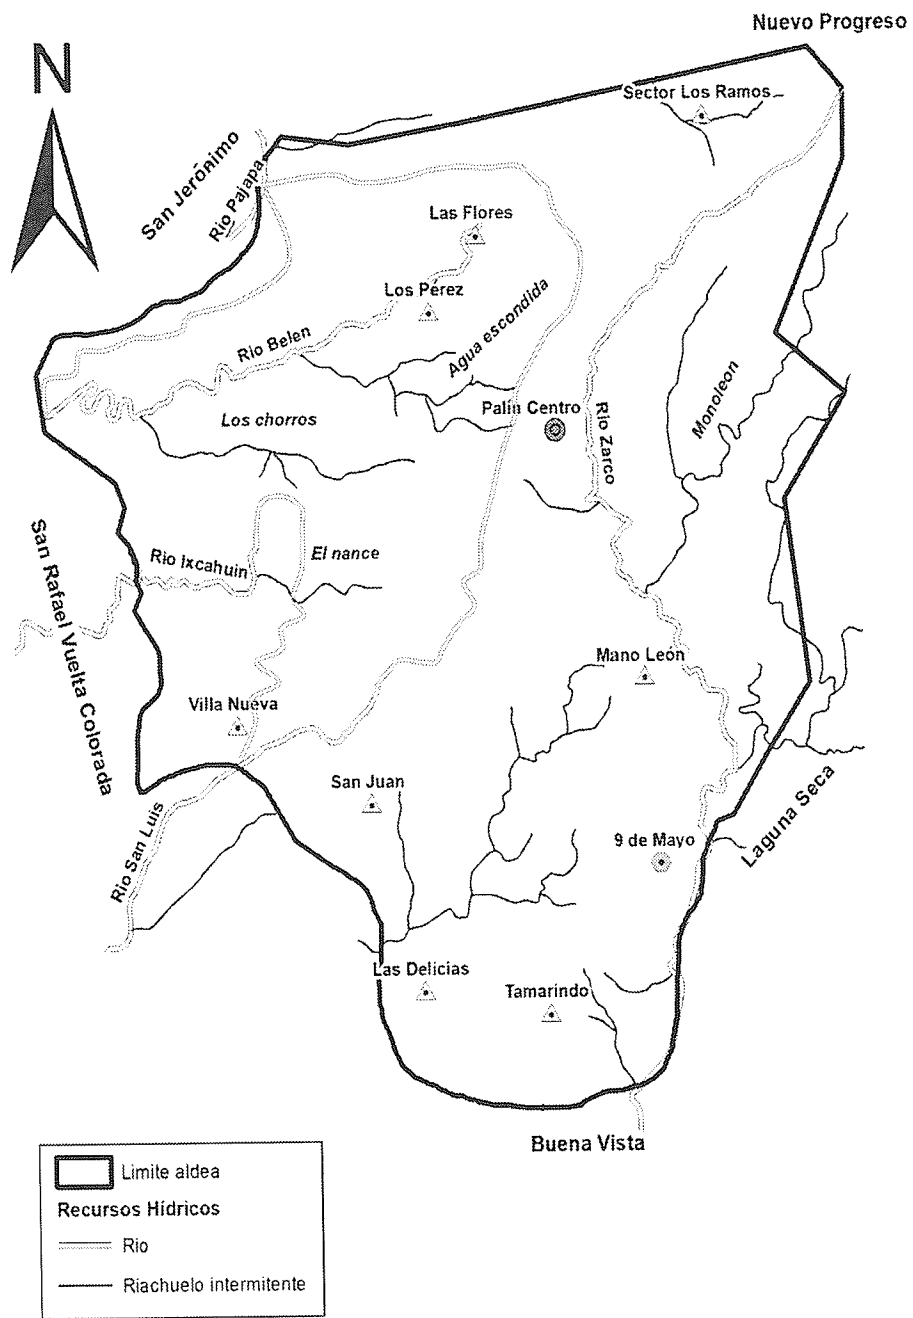 Nuevo Progreso
N
Sector Los Ramos
San Jerónimo
Rio Pajapa
Las Flores
Los Pérez
Agua escondida
Rio Belen
Monoleon
Los chorros
Palín Centro
Rio Zarco
San Rafael Vuelta Colorada
Rio Ixcahuin
El nance
Mano León
Villa Nueva
San Juan
Laguna Seca
Rio San Luis
9 de Mayo
Las Delicias
Tamarindo
Buena Vista
Limite aldea
Recursos Hídricos
Rio
Riachuelo intermitente